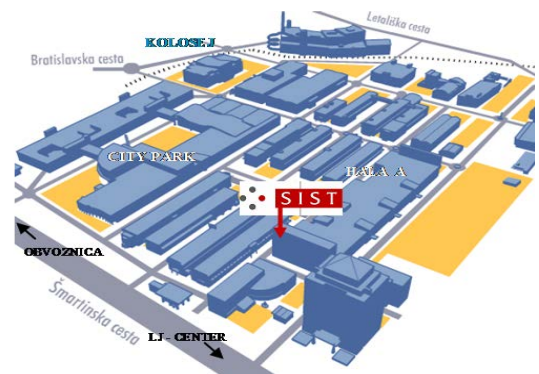 Letališka cesta
KOLOSEJ
Bratislavska cesta
CITY PARK
HALA A
SIST
OBVOZNICA
Šmartinska cesta
LJ - CENTER